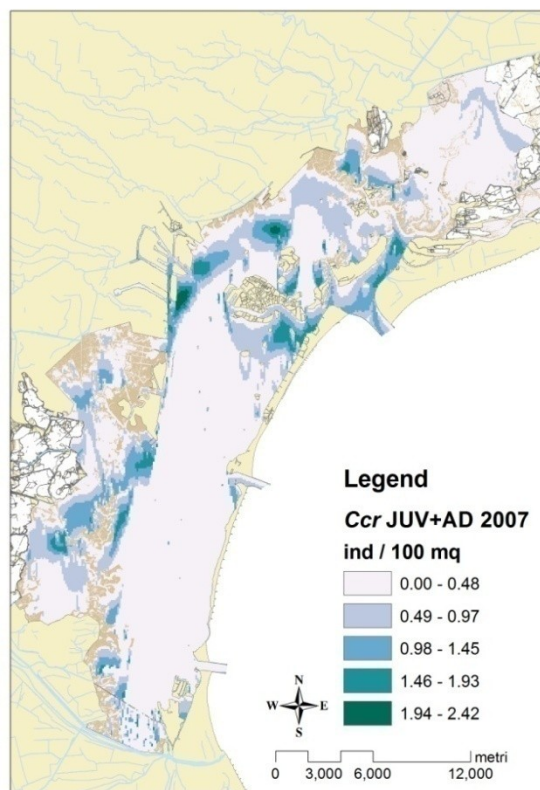 Legend
Ccr JUV+AD 2007
ind / 100 mq
0.00 - 0.48
0.49 - 0.97
0.98 - 1.45
1.46 - 1.93
1.94 - 2.42
N
W E
S
metri
0 3,000 6,000 12,000